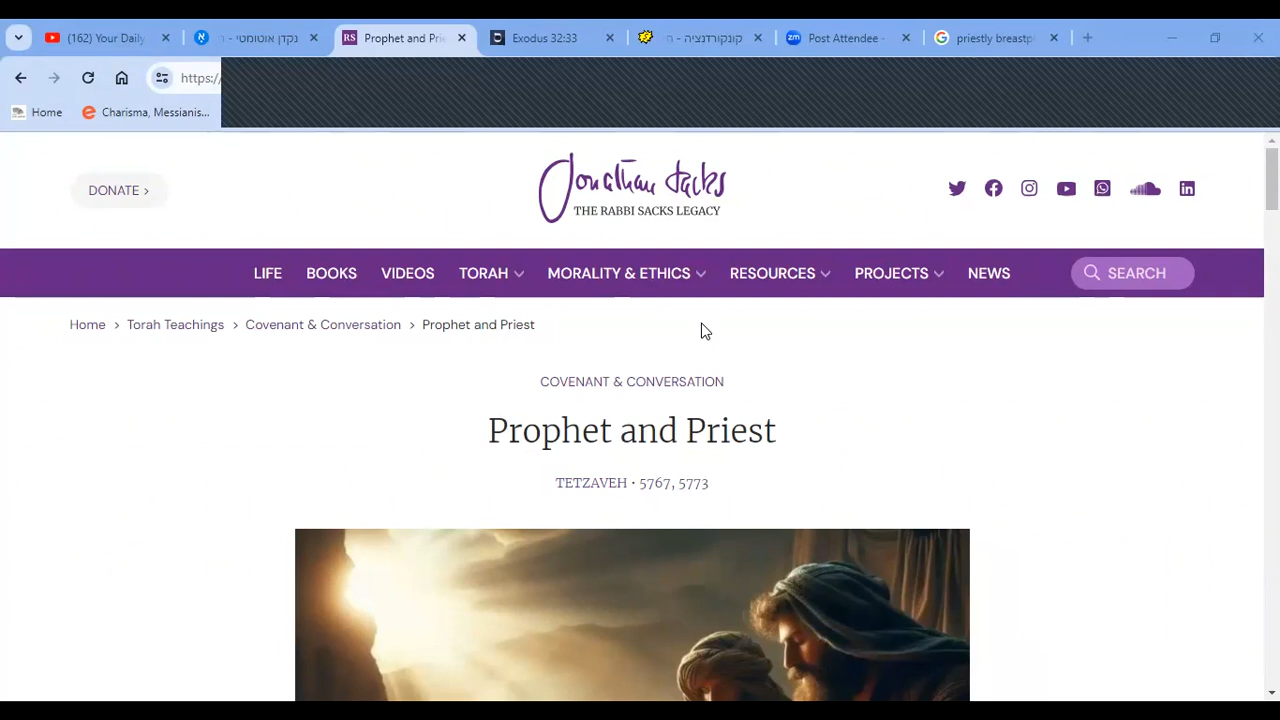 (162) Your Daily
נקדן אוטומטי - ד
Prophet and Prie
Exodus 32:33
קונקורדנציה - ה
Post Attendee -
priestly breastp
https:/
Home
Charisma, Messianis...
DONATE >
Jonathan Sacks
THE RABBI SACKS LEGACY
LIFE BOOKS VIDEOS TORAH MORALITY & ETHICS RESOURCES PROJECTS NEWS SEARCH
Home > Torah Teachings > Covenant & Conversation > Prophet and Priest
COVENANT & CONVERSATION
Prophet and Priest
TETZAVEH • 5767, 5773